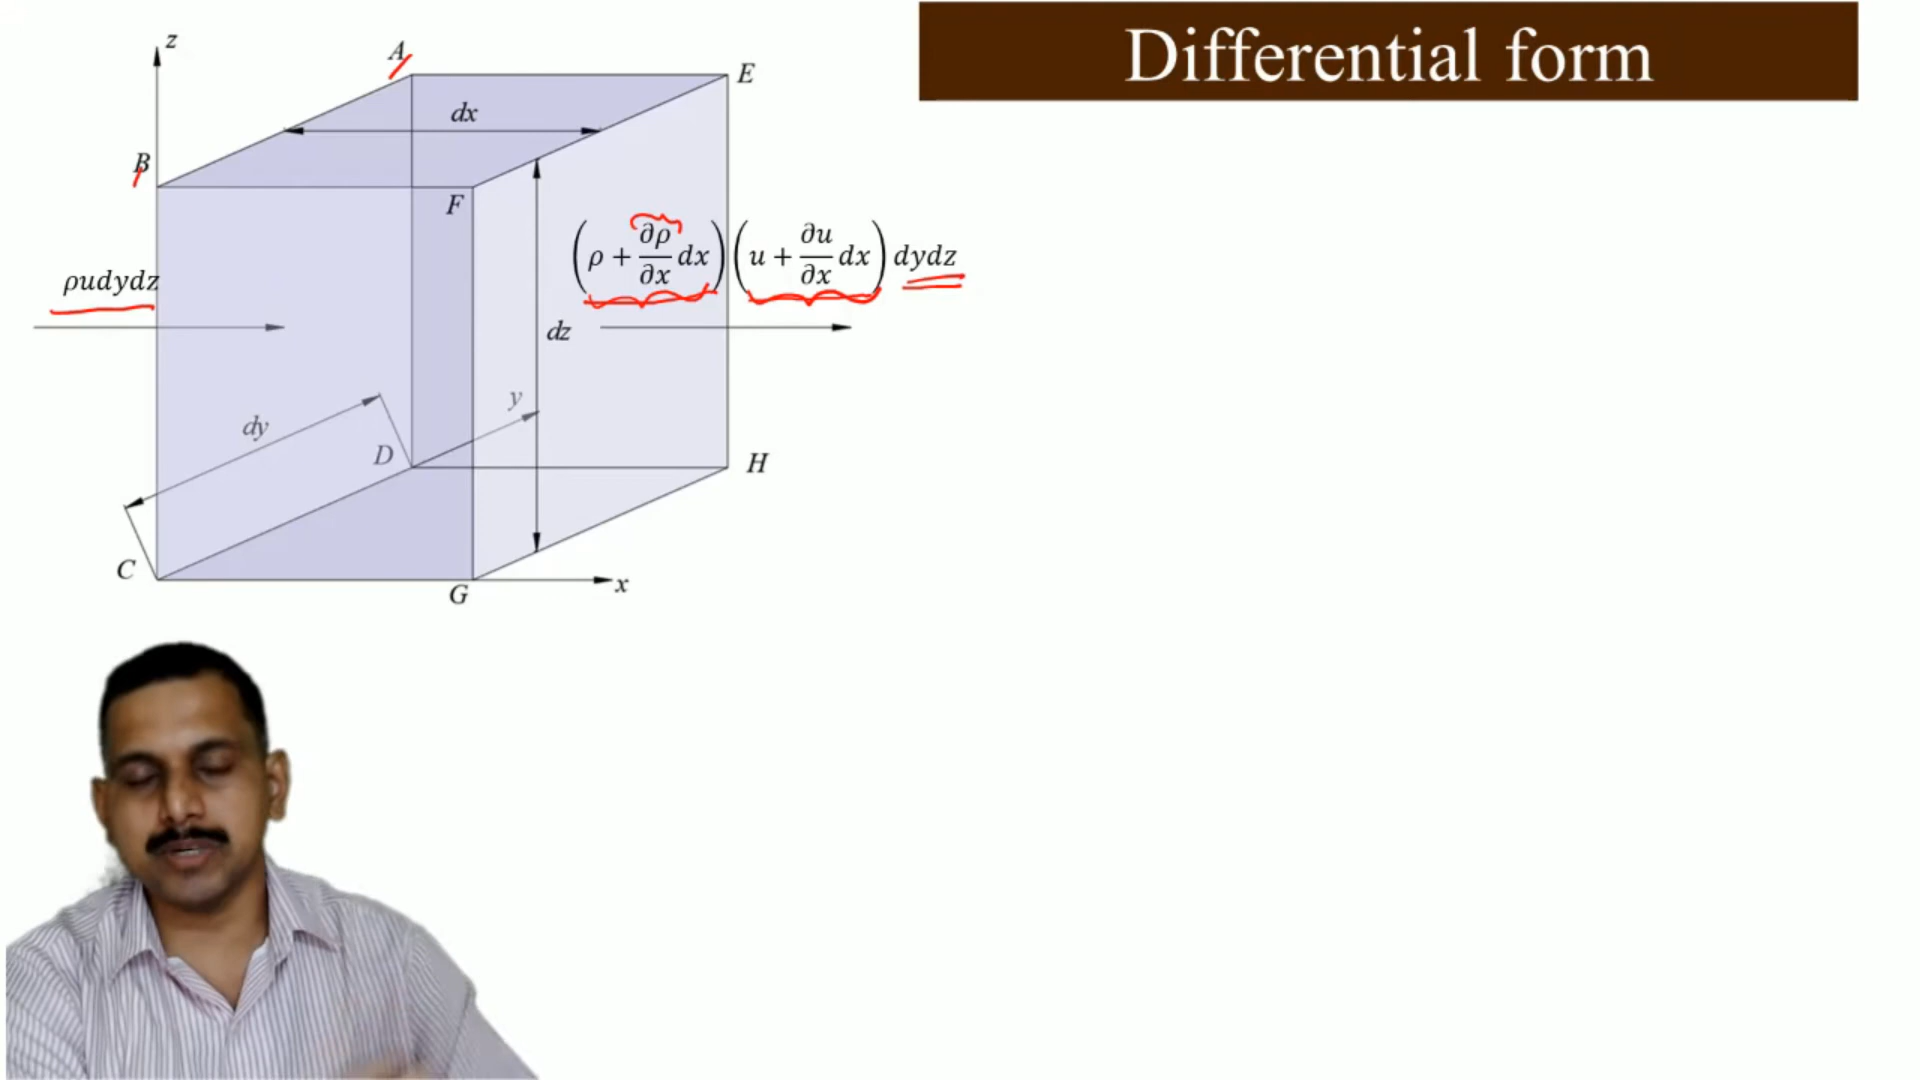 Differential form
z
A
E
dx
B
F
(ρ + ∂ρ/∂x dx)(u + ∂u/∂x dx) dydz
ρudydz
dz
y
dy
D
H
C
x
G